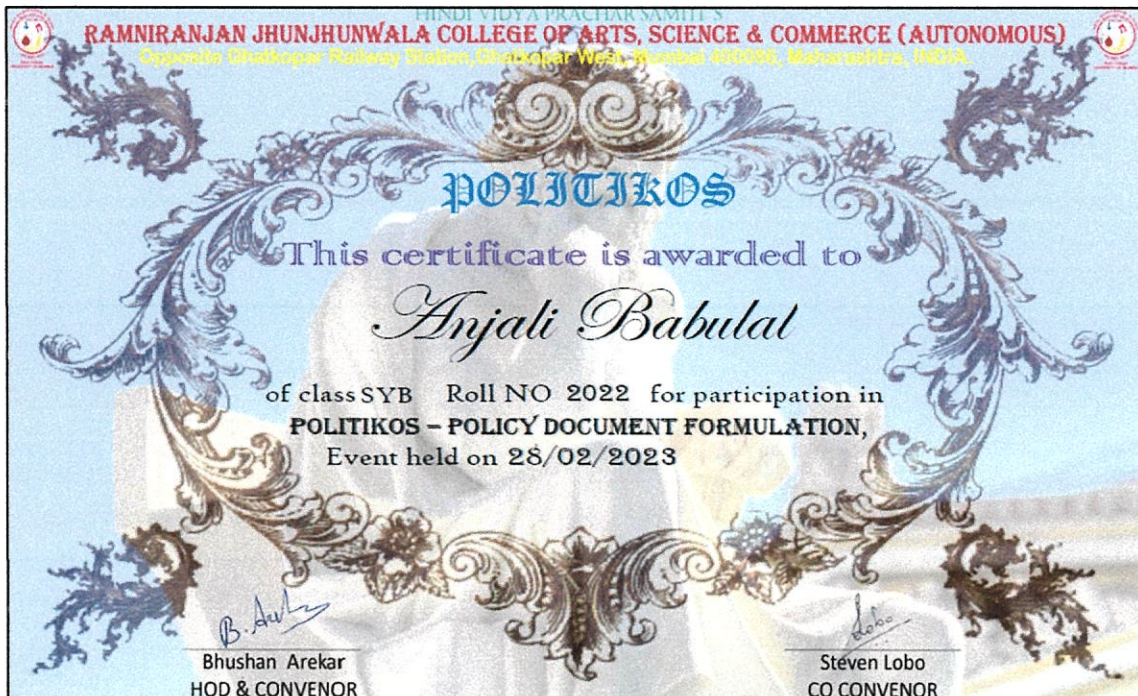 HINDI VIDYA PRACHAR SAMITI'S
RAMNIRANJAN JHUNJHUNWALA COLLEGE OF ARTS, SCIENCE & COMMERCE (AUTONOMOUS)
Opposite Ghatkopar Railway Station, Ghatkopar West, Mumbai 400086, Maharashtra, INDIA.
POLITIKOS
This certificate is awarded to
Anjali Babulal
of class SYB Roll NO 2022 for participation in
POLITIKOS – POLICY DOCUMENT FORMULATION,
Event held on 28/02/2023
B. Arekar
Lobo
Bhushan Arekar
Steven Lobo
HOD & CONVENOR
CO CONVENOR